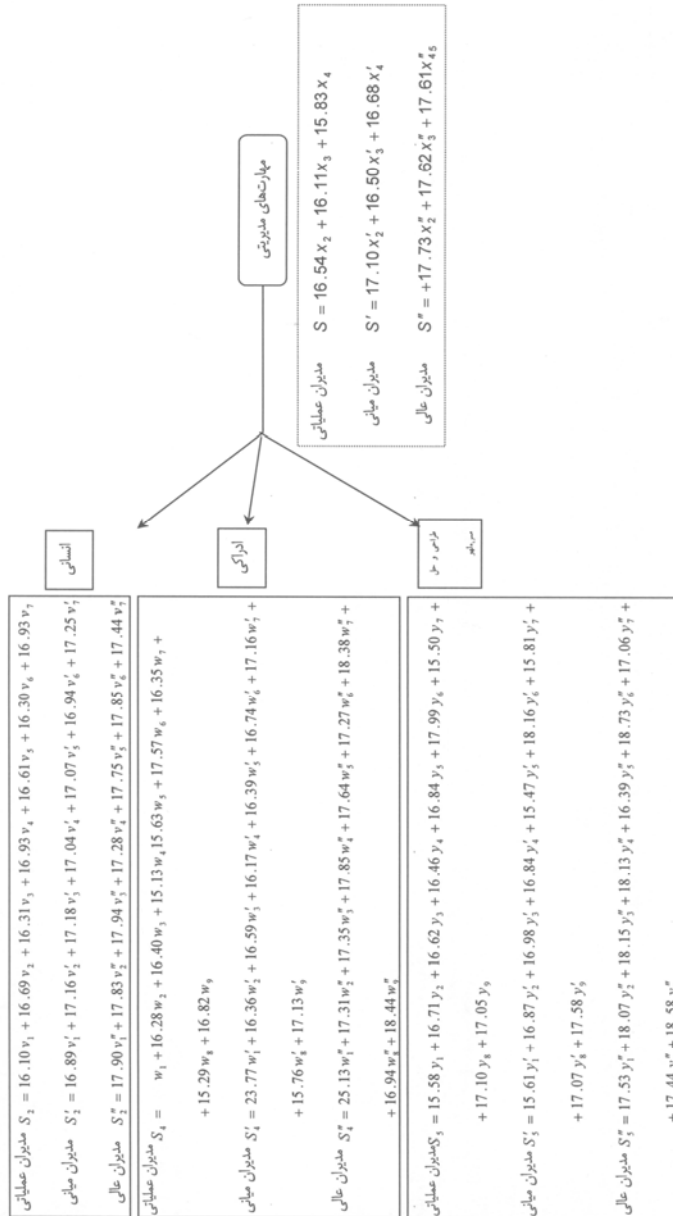 مهارت‌های مدیریتی
مدیران عملیاتی S = 16.54 x₂ + 16.11x₃ + 15.83 x₄
مدیران میانی S′ = 17.10 x′₂ + 16.50 x′₃ + 16.68 x′₄
مدیران عالی S″ = +17.73 x″₂ + 17.62 x″₃ + 17.61x″₄₅
انسانی
مدیران عملیاتی S₂ = 16.10 v₁ + 16.69 v₂ + 16.31 v₃ + 16.93 v₄ + 16.61 v₅ + 16.30 v₆ + 16.93 v₇
مدیران میانی S′₂ = 16.89 v′₁ + 17.16 v′₂ + 17.18 v′₃ + 17.04 v′₄ + 17.07 v′₅ + 16.94 v′₆ + 17.25 v′₇
مدیران عالی S″₂ = 17.90 v″₁ + 17.83 v″₂ + 17.94 v″₃ + 17.28 v″₄ + 17.75 v″₅ + 17.85 v″₆ + 17.44 v″₇
ادراکی
مدیران عملیاتی S₄ = w₁ + 16.28 w₂ + 16.40 w₃ + 15.13 w₄ 15.63 w₅ + 17.57 w₆ + 16.35 w₇ +
+ 15.29 w₈ + 16.82 w₉
مدیران میانی S′₄ = 23.77 w′₁ + 16.36 w′₂ + 16.59 w′₃ + 16.17 w′₄ + 16.39 w′₅ + 16.74 w′₆ + 17.16 w′₇ +
+ 15.76 w′₈ + 17.13 w′₉
مدیران عالی S″₄ = 25.13 w″₁ + 17.31 w″₂ + 17.35 w″₃ + 17.85 w″₄ + 17.64 w″₅ + 17.27 w″₆ + 18.38 w″₇ +
+ 16.94 w″₈ + 18.44 w″₉
طراحی و حل
مدیران عملیاتی S₅ = 15.58 y₁ + 16.71 y₂ + 16.62 y₃ + 16.46 y₄ + 16.84 y₅ + 17.99 y₆ + 15.50 y₇ +
+ 17.10 y₈ + 17.05 y₉
مدیران میانی S′₅ = 15.61 y′₁ + 16.87 y′₂ + 16.98 y′₃ + 16.84 y′₄ + 15.47 y′₅ + 18.16 y′₆ + 15.81 y′₇ +
+ 17.07 y′₈ + 17.58 y′₉
مدیران عالی S″₅ = 17.53 y″₁ + 18.07 y″₂ + 18.15 y″₃ + 18.13 y″₄ + 16.39 y″₅ + 18.73 y″₆ + 17.06 y″₇ +
+ 17.44 y″ + 18.58 y″